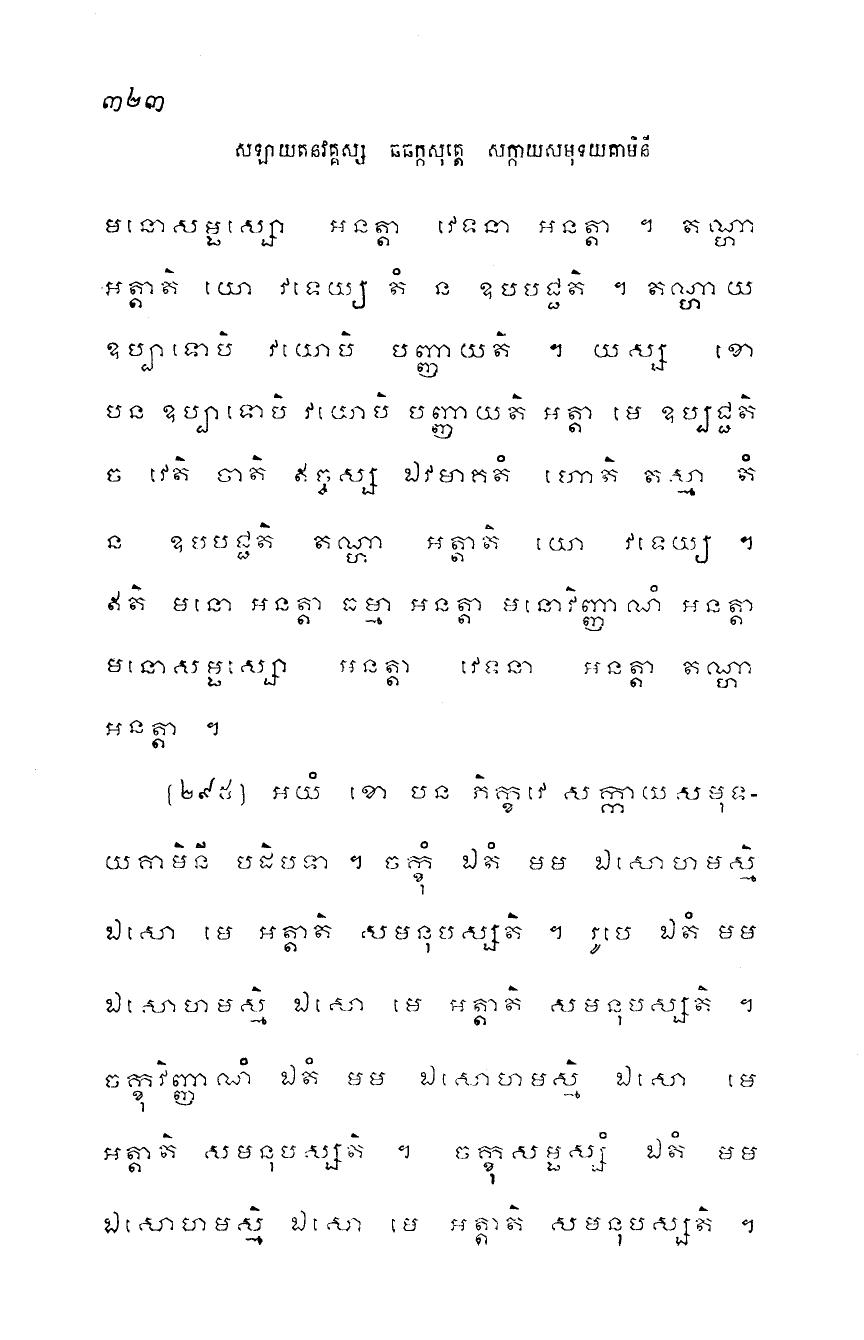 ៣២៣
សឡាយតនវគ្គស្ស ឆឆក្កសុត្តេ សក្កាយសមុទយគាមិនី
មនោសម្ផស្សោ អនត្តា វេទនា អនត្តា ។ តណ្ហា
អត្តាតិ យោ វទេយ្យ តំ ន ឧបបជ្ជតិ ។ តណ្ហាយ
ឧប្បាទោបិ វយោបិ បញ្ញាយតិ ។ យស្ស ខោ
បន ឧប្បាទោបិ វយោបិ បញ្ញាយតិ អត្តា មេ ឧប្បជ្ជតិ
ច វេតិ ចាតិ ឥច្ចស្ស ឯវមាគតំ ហោតិ តស្មា តំ
ន ឧបបជ្ជតិ តណ្ហា អត្តាតិ យោ វទេយ្យ ។
ឥតិ មនោ អនត្តា ធម្មា អនត្តា មនោវិញ្ញាណំ អនត្តា
មនោសម្ផស្សោ អនត្តា វេទនា អនត្តា តណ្ហា
អនត្តា ។
(២៩៥) អយំ ខោ បន ភិក្ខវេ សក្កាយសមុទ-
យគាមិនី បដិបទា ។ ចក្ខុំ ឯតំ មម ឯសោហមស្មិ
ឯសោ មេ អត្តាតិ សមនុបស្សតិ ។ រូបេ ឯតំ មម
ឯសោហមស្មិ ឯសោ មេ អត្តាតិ សមនុបស្សតិ ។
ចក្ខុវិញ្ញាណំ ឯតំ មម ឯសោហមស្មិ ឯសោ មេ
អត្តាតិ សមនុបស្សតិ ។ ចក្ខុសម្ផស្សំ ឯតំ មម
ឯសោហមស្មិ ឯសោ មេ អត្តាតិ សមនុបស្សតិ ។